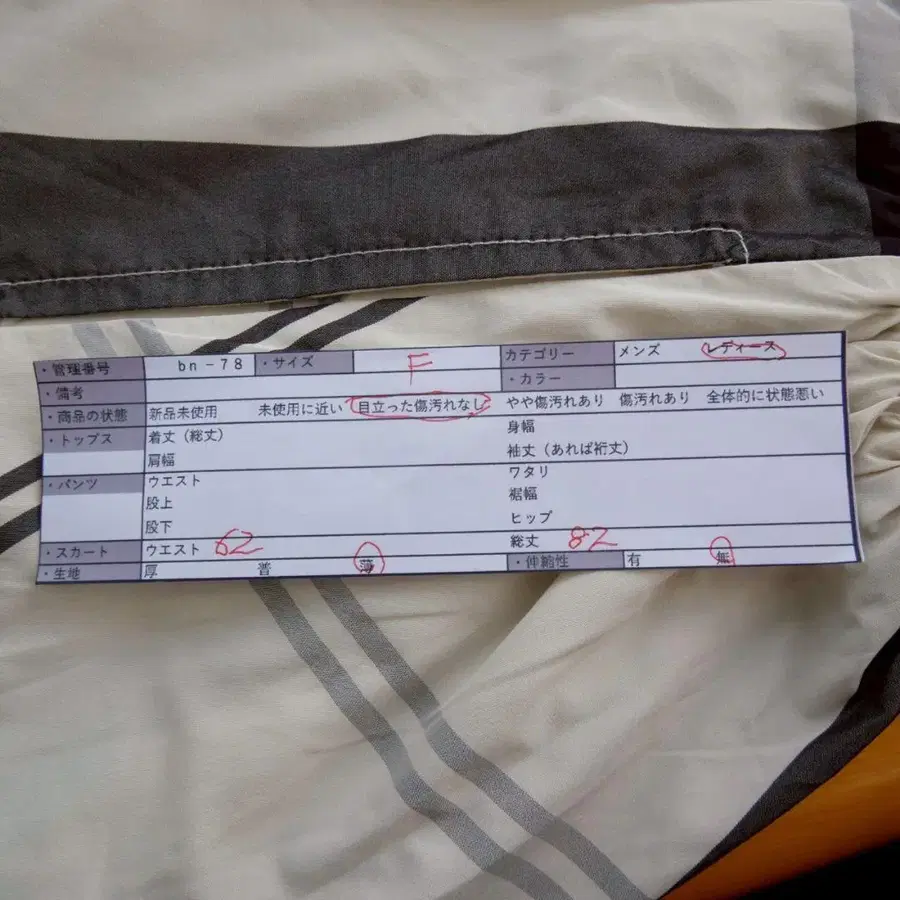 ・管理番号 bn-78 ・サイズ F カテゴリー メンズ レディース
・備考 ・カラー
・商品の状態 新品未使用 未使用に近い 目立った傷汚れなし やや傷汚れあり 傷汚れあり 全体的に状態悪い
・トップス 着丈（総丈） 身幅
肩幅 袖丈（あれば裄丈）
・パンツ ウエスト ワタリ
股上 裾幅
股下 ヒップ
・スカート ウエスト 62 総丈 82
・生地 厚 普 薄 ・伸縮性 有 無